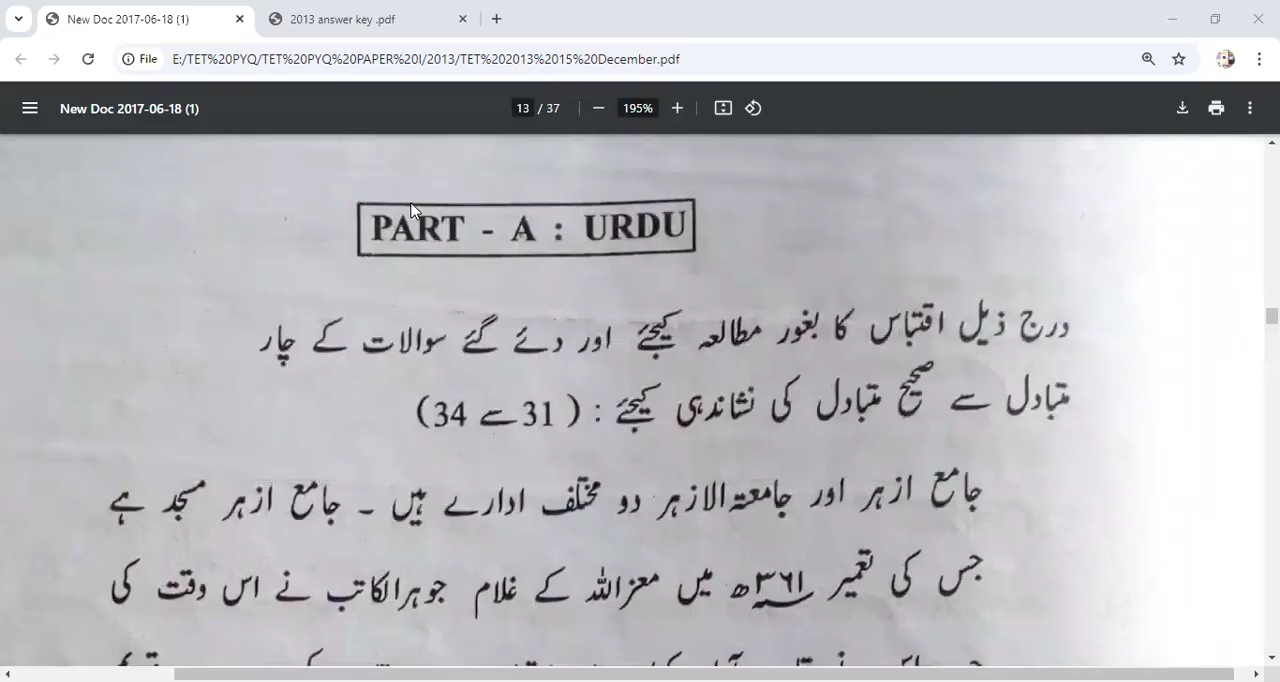 New Doc 2017-06-18 (1)
2013 answer key .pdf
File
E:/TET%20PYQ/TET%20PYQ%20PAPER%20I/2013/TET%202013%2015%20December.pdf
New Doc 2017-06-18 (1)
13 / 37
195%
PART - A : URDU
درج ذیل اقتباس کا بغور مطالعہ کیجئے اور دئے گئے سوالات کے چار
متبادل سے صحیح متبادل کی نشاندہی کیجئے : (31 سے 34)
جامع ازہر اور جامعتہ الازہر دو مختلف ادارے ہیں ۔ جامع ازہر مسجد ہے
جس کی تعمیر ۳۶۱ھ میں معزاللہ کے غلام جوہرالکاتب نے اس وقت کی